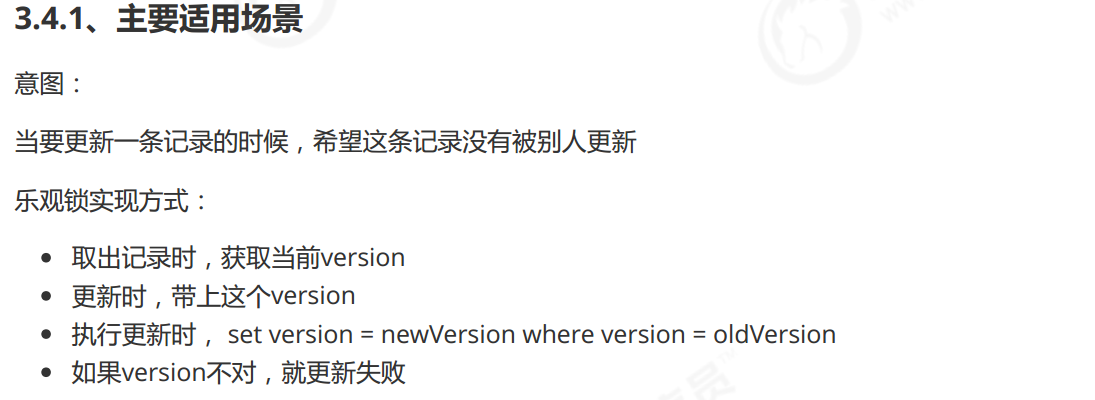 3.4.1、主要适用场景
意图：
当要更新一条记录的时候，希望这条记录没有被别人更新
乐观锁实现方式：
• 取出记录时，获取当前version
• 更新时，带上这个version
• 执行更新时， set version = newVersion where version = oldVersion
• 如果version不对，就更新失败